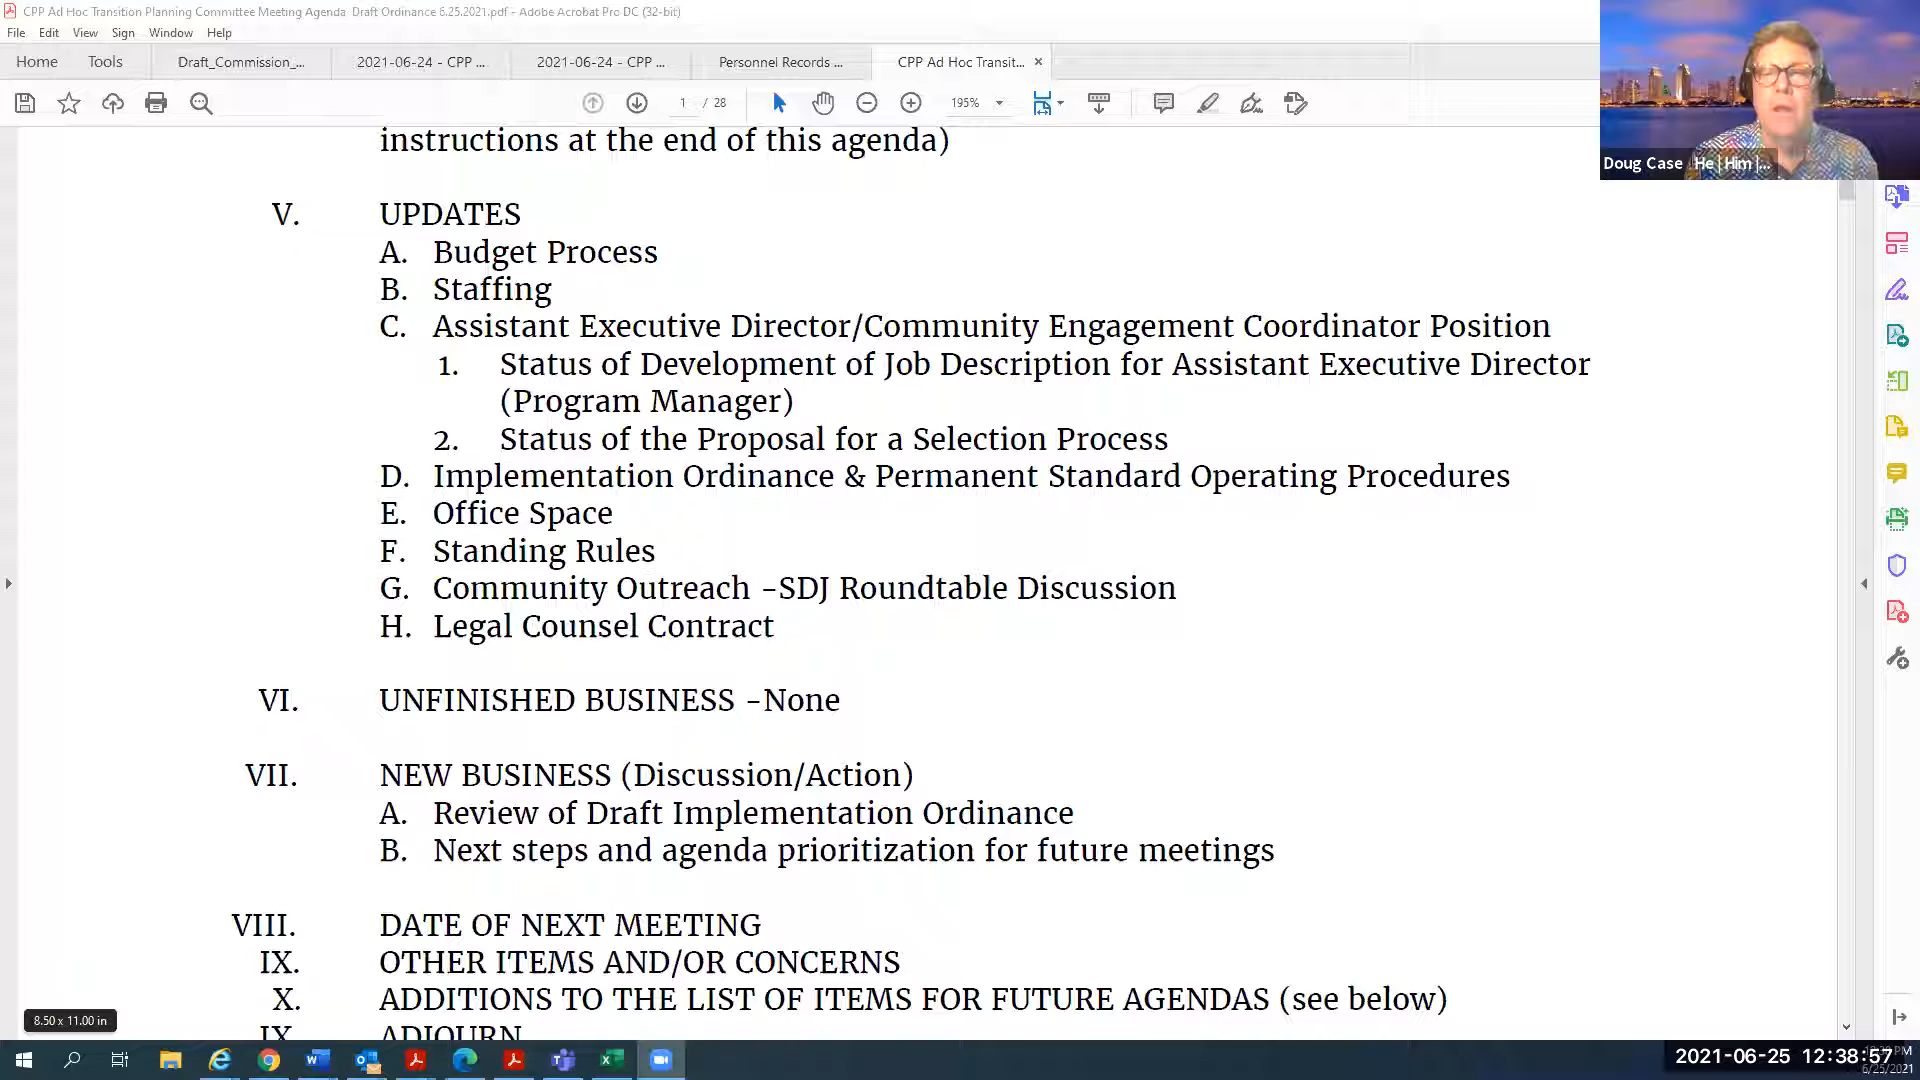 CPP Ad Hoc Transition Planning Committee Meeting Agenda Draft Ordinance 6.25.2021.pdf - Adobe Acrobat Pro DC (32-bit)
File Edit View Sign Window Help
Home Tools Draft_Commission_... 2021-06-24 - CPP ... 2021-06-24 - CPP ... Personnel Records ... CPP Ad Hoc Transit... ×
1 / 28 195%
Doug Case He | Him |...
instructions at the end of this agenda)
V. UPDATES
A. Budget Process
B. Staffing
C. Assistant Executive Director/Community Engagement Coordinator Position
1. Status of Development of Job Description for Assistant Executive Director
(Program Manager)
2. Status of the Proposal for a Selection Process
D. Implementation Ordinance & Permanent Standard Operating Procedures
E. Office Space
F. Standing Rules
G. Community Outreach -SDJ Roundtable Discussion
H. Legal Counsel Contract
VI. UNFINISHED BUSINESS -None
VII. NEW BUSINESS (Discussion/Action)
A. Review of Draft Implementation Ordinance
B. Next steps and agenda prioritization for future meetings
VIII. DATE OF NEXT MEETING
IX. OTHER ITEMS AND/OR CONCERNS
X. ADDITIONS TO THE LIST OF ITEMS FOR FUTURE AGENDAS (see below)
IX. ADJOURN
8.50 x 11.00 in
2021-06-25 12:38:57
6/25/2021